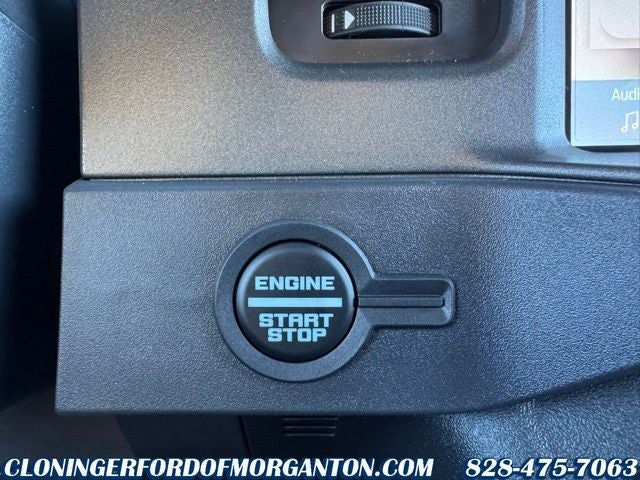 Audi
ENGINE
START
STOP
CLONINGERFORDOFMORGANTON.COM 828-475-7063